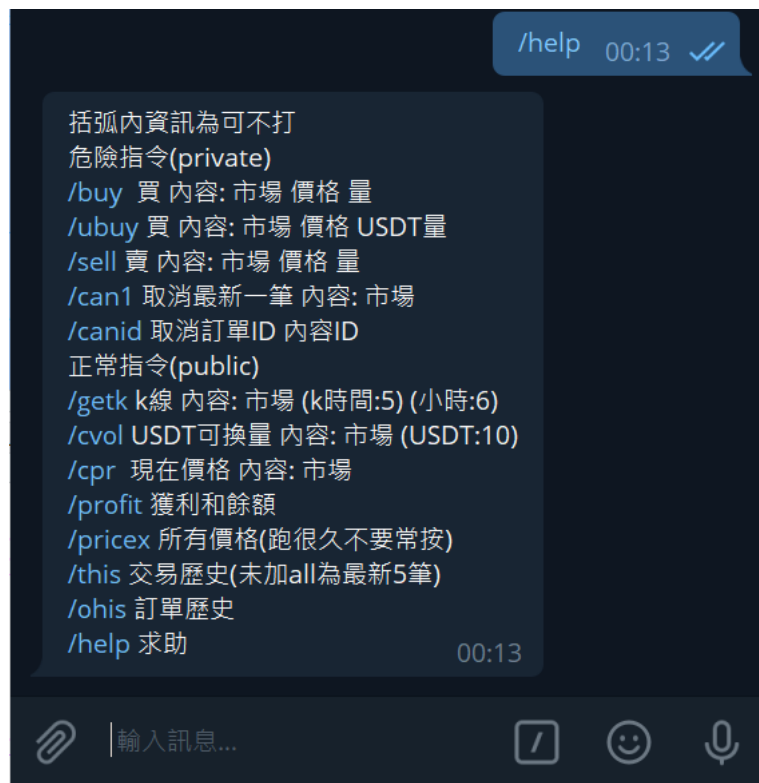 /help 00:13
括弧內資訊為可不打
危險指令(private)
/buy 買 內容: 市場 價格 量
/ubuy 買 內容: 市場 價格 USDT量
/sell 賣 內容: 市場 價格 量
/can1 取消最新一筆 內容: 市場
/canid 取消訂單ID 內容ID
正常指令(public)
/getk k線 內容: 市場 (k時間:5) (小時:6)
/cvol USDT可換量 內容: 市場 (USDT:10)
/cpr 現在價格 內容: 市場
/profit 獲利和餘額
/pricex 所有價格(跑很久不要常按)
/this 交易歷史(未加all為最新5筆)
/ohis 訂單歷史
/help 求助
00:13
輸入訊息...